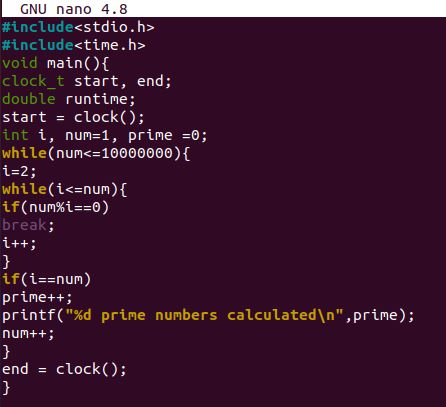 GNU nano 4.8
#include<stdio.h>
#include<time.h>
void main(){
clock_t start, end;
double runtime;
start = clock();
int i, num=1, prime =0;
while(num<=10000000){
i=2;
while(i<=num){
if(num%i==0)
break;
i++;
}
if(i==num)
prime++;
printf("%d prime numbers calculated\n",prime);
num++;
}
end = clock();
}